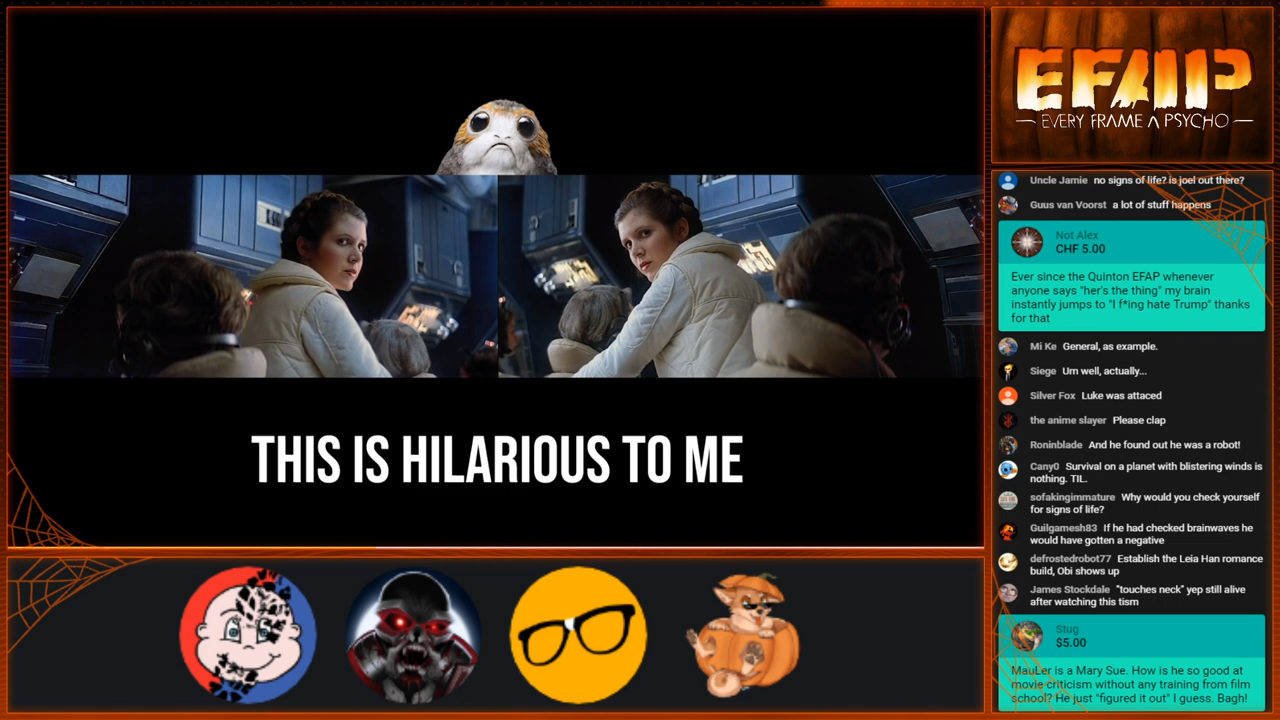 EFAP
EVERY FRAME A PSYCHO
THIS IS HILARIOUS TO ME
Uncle Jamie no signs of life? is joel out there?
Guus van Voorst a lot of stuff happens
Not Alex
CHF 5.00
Ever since the Quinton EFAP whenever
anyone says "her's the thing" my brain
instantly jumps to "I f*ing hate Trump" thanks
for that
Mi Ke General, as example.
Siege Um well, actually...
Silver Fox Luke was attaced
the anime slayer Please clap
Roninblade And he found out he was a robot!
Cany0 Survival on a planet with blistering winds is
nothing. TIL.
sofakingimmature Why would you check yourself
for signs of life?
Guilgamesh83 If he had checked brainwaves he
would have gotten a negative
defrostedrobot77 Establish the Leia Han romance
build, Obi shows up
James Stockdale "touches neck" yep still alive
after watching this tism
Stug
$5.00
MauLer is a Mary Sue. How is he so good at
movie criticism without any training from film
school? He just "figured it out" I guess. Bagh!